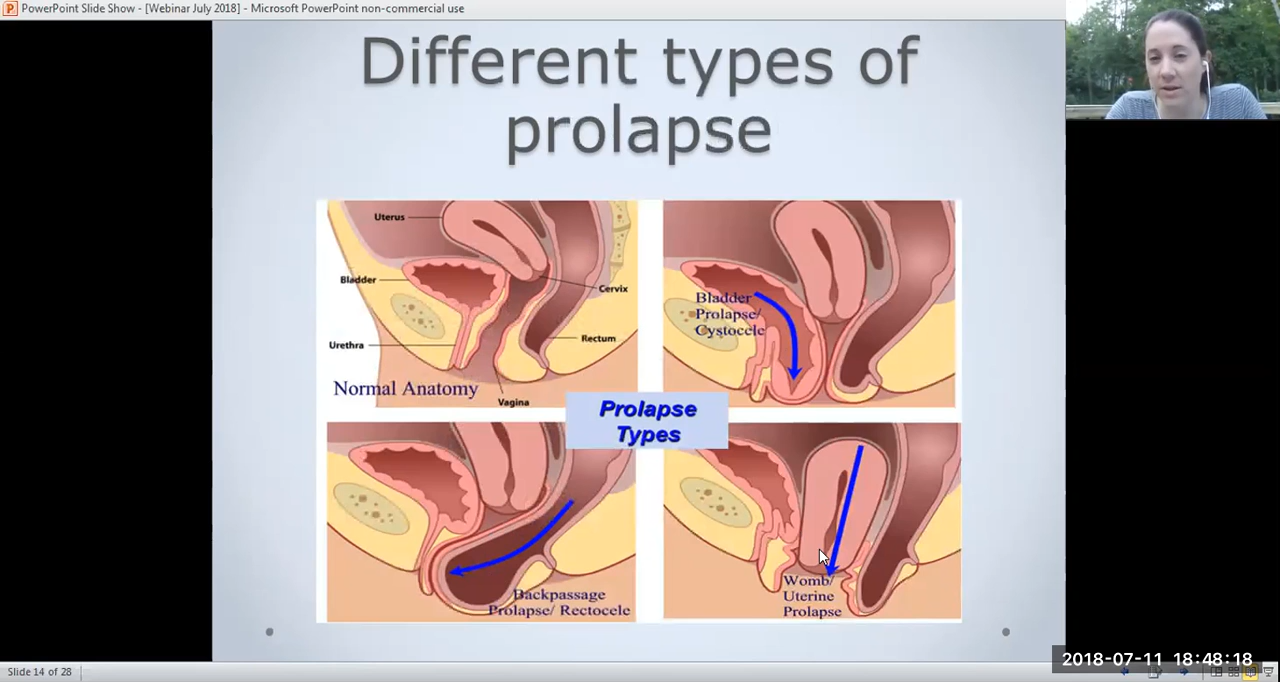 PowerPoint Slide Show - [Webinar July 2018] - Microsoft PowerPoint non-commercial use
Different types of
prolapse
Uterus
Bladder
Cervix
Urethra
Rectum
Normal Anatomy
Vagina
Bladder
Prolapse/
Cystocele
Prolapse
Types
Backpassage
Prolapse/ Rectocele
Womb/
Uterine
Prolapse
Slide 14 of 28
2018-07-11 18:48:18